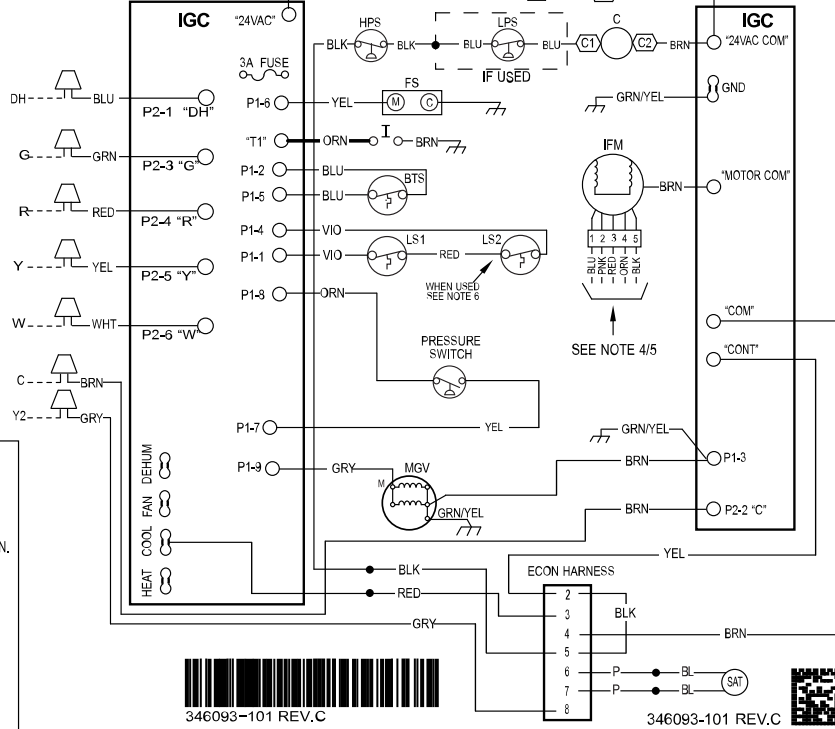 IGC
"24VAC"
3A FUSE
DH BLU P2-1 "DH"
G GRN P2-3 "G"
R RED P2-4 "R"
Y YEL P2-5 "Y"
W WHT P2-6 "W"
C BRN
Y2 GRY
N.
DEHUM
FAN
COOL
HEAT
P1-6
"T1"
P1-2
P1-5
P1-4
P1-1
P1-8
P1-7
P1-9
BLK HPS BLK BLU LPS BLU C1 C C2 BRN
IF USED
YEL FS M C
ORN I BRN
BLU
BLU BTS
VIO
VIO LS1 RED LS2
WHEN USED
SEE NOTE 6
ORN
PRESSURE
SWITCH
YEL
GRY MGV
M
GRN/YEL
BLK
RED
GRY
IGC
"24VAC COM"
GRN/YEL GND
IFM
BRN "MOTOR COM"
1 2 3 4 5
BLU PNK RED ORN BLK
SEE NOTE 4/5
"COM"
"CONT"
GRN/YEL
BRN P1-3
BRN P2-2 "C"
YEL
ECON HARNESS
2
3
BLK
4 BRN
5
6 P BL
SAT
7 P BL
8
346093-101 REV.C
346093-101 REV.C